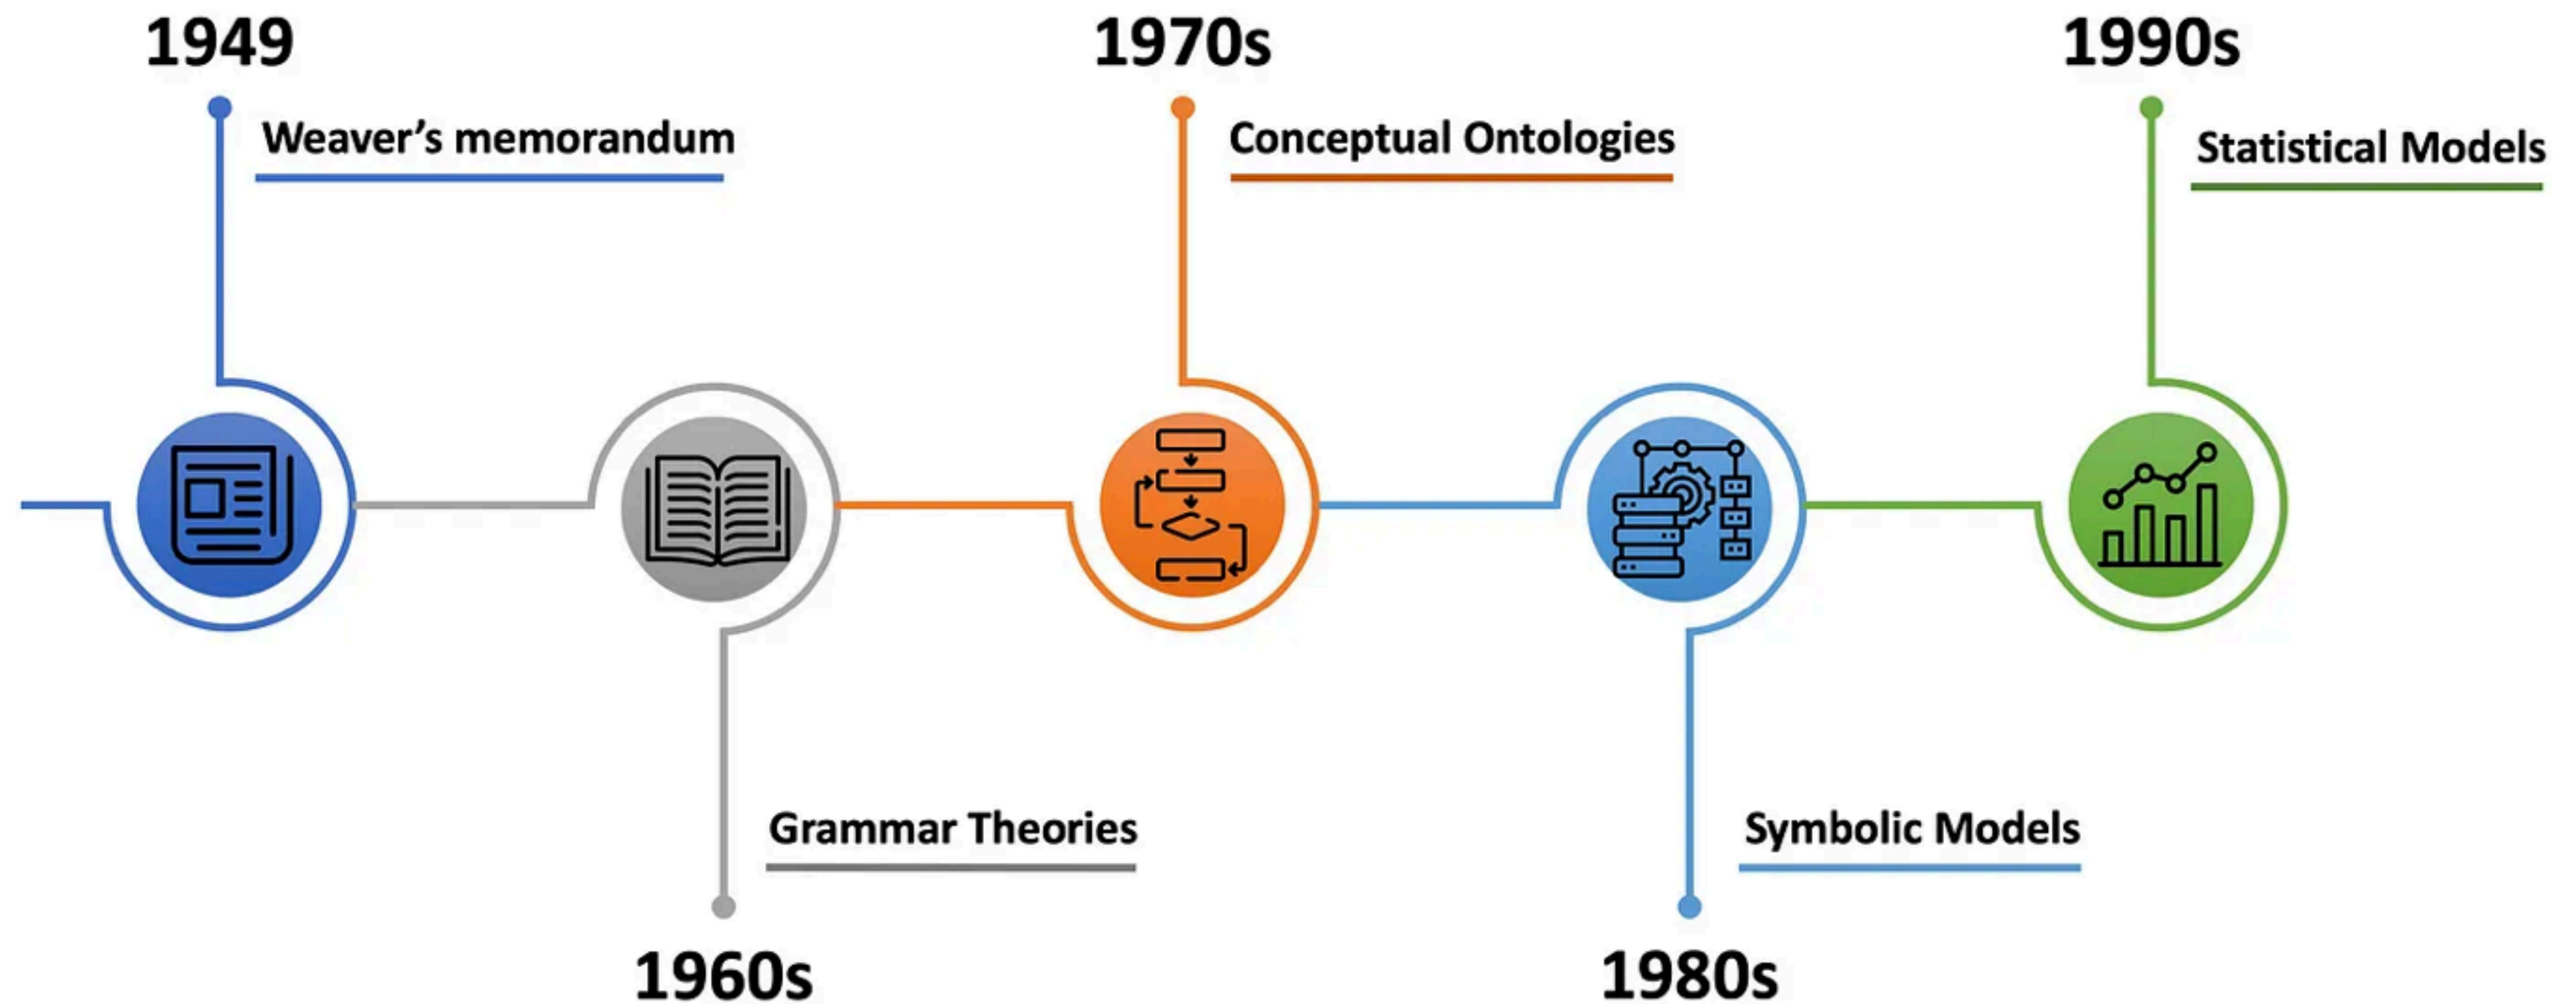 1949
Weaver’s memorandum
1960s
Grammar Theories
1970s
Conceptual Ontologies
1980s
Symbolic Models
1990s
Statistical Models